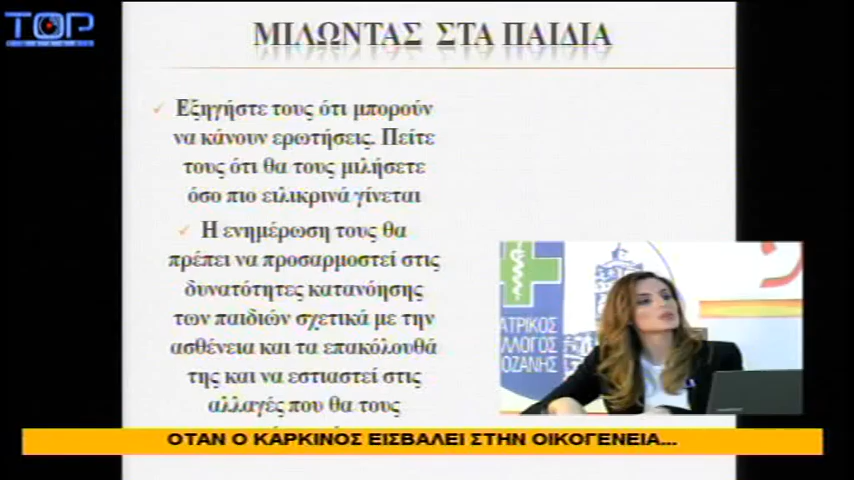 TOP
ΜΙΛΩΝΤΑΣ ΣΤΑ ΠΑΙΔΙΑ
Εξηγήστε τους ότι μπορούν
να κάνουν ερωτήσεις. Πείτε
τους ότι θα τους μιλήσετε
όσο πιο ειλικρινά γίνεται
Η ενημέρωση τους θα
πρέπει να προσαρμοστεί στις
δυνατότητες κατανόησης
των παιδιών σχετικά με την
ασθένεια και τα επακόλουθά
της και να εστιαστεί στις
αλλαγές που θα τους
ΑΤΡΙΚΟΣ
ΛΛΟΓΟΣ
ΟΖΑΝΗΣ
ΟΤΑΝ Ο ΚΑΡΚΙΝΟΣ ΕΙΣΒΑΛΕΙ ΣΤΗΝ ΟΙΚΟΓΕΝΕΙΑ...